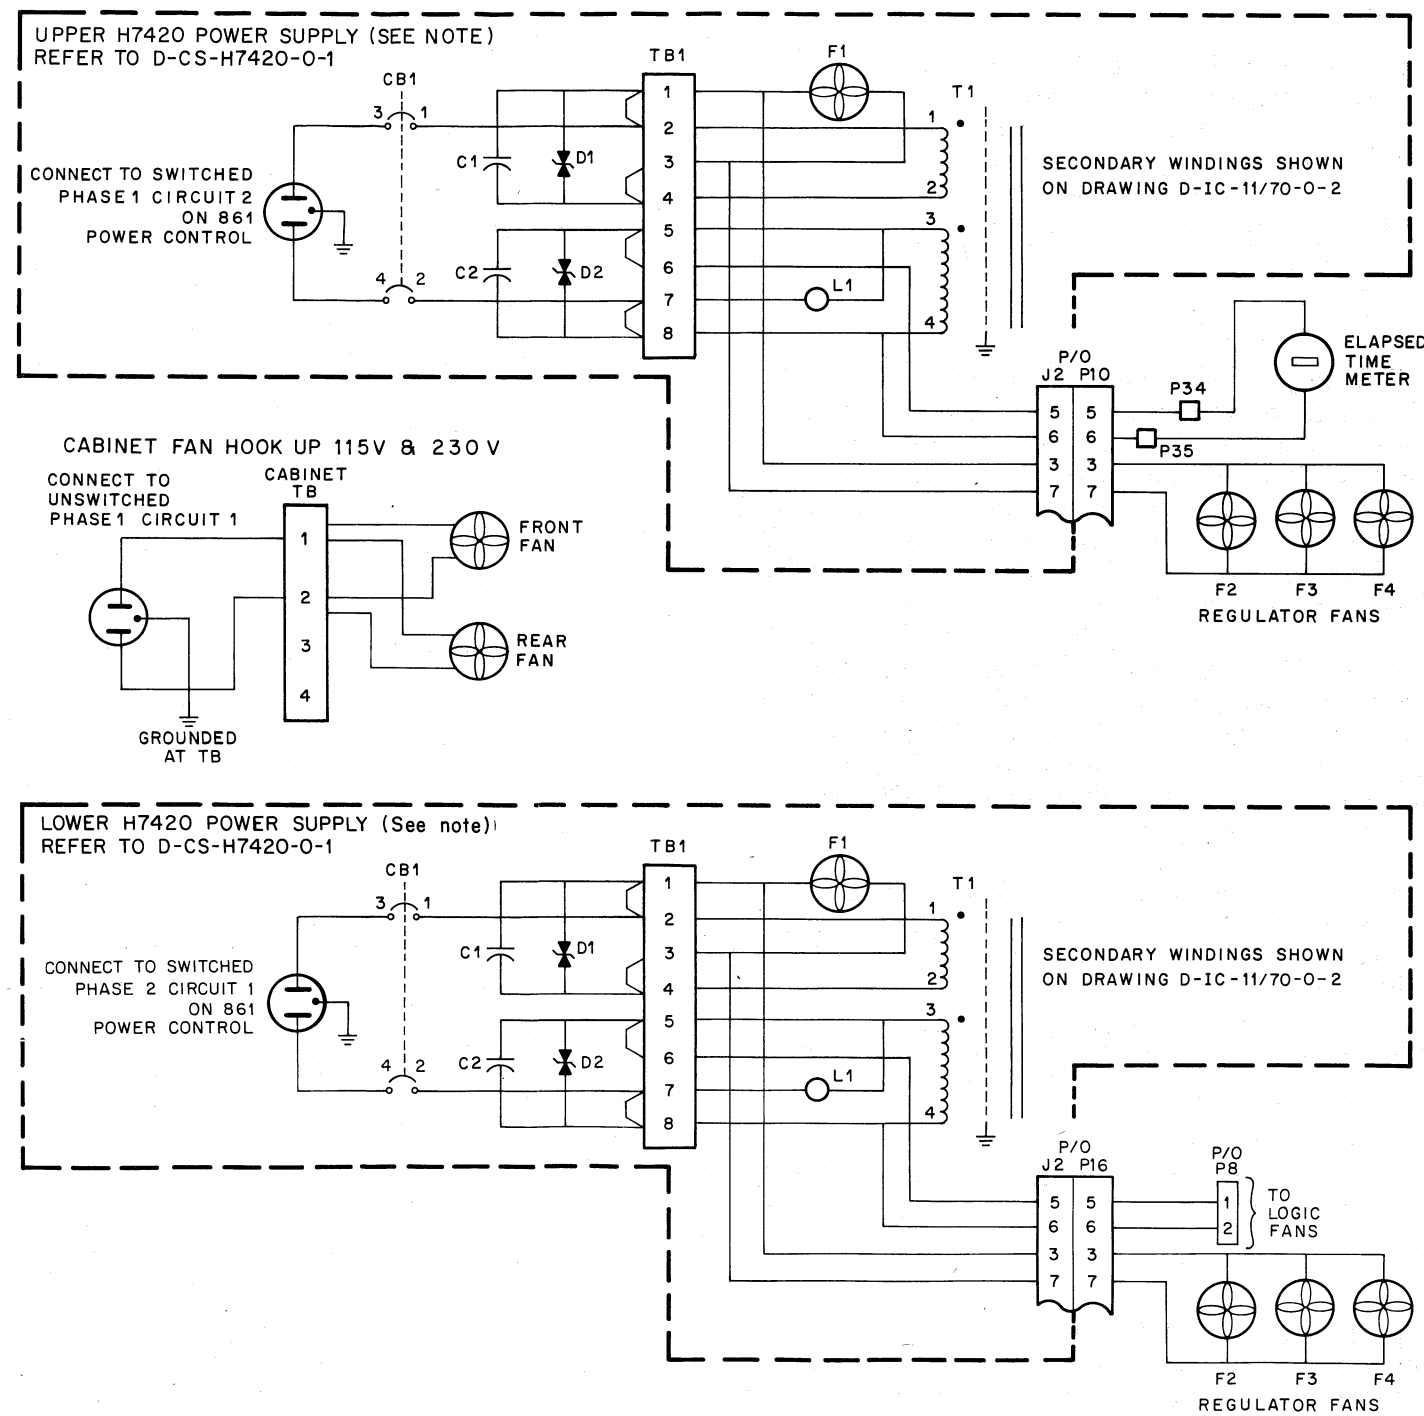 UPPER H7420 POWER SUPPLY (SEE NOTE)
REFER TO D-CS-H7420-0-1
CB1
3 1
CONNECT TO SWITCHED
PHASE 1 CIRCUIT 2
ON 861
POWER CONTROL
4 2
C1
D1
C2
D2
TB1
1
2
3
4
5
6
7
8
F1
T1
1
2
3
4
L1
SECONDARY WINDINGS SHOWN
ON DRAWING D-IC-11/70-0-2
P/O
J2 P10
5 5
6 6
3 3
7 7
P34
P35
ELAPSED
TIME
METER
F2 F3 F4
REGULATOR FANS
CABINET FAN HOOK UP 115V & 230V
CONNECT TO
UNSWITCHED
PHASE 1 CIRCUIT 1
CABINET
TB
1
2
3
4
FRONT
FAN
REAR
FAN
GROUNDED
AT TB
LOWER H7420 POWER SUPPLY (See note)
REFER TO D-CS-H7420-0-1
CB1
3 1
CONNECT TO SWITCHED
PHASE 2 CIRCUIT 1
ON 861
POWER CONTROL
4 2
C1
D1
C2
D2
TB1
1
2
3
4
5
6
7
8
F1
T1
1
2
3
4
L1
SECONDARY WINDINGS SHOWN
ON DRAWING D-IC-11/70-0-2
P/O
J2 P16
5 5
6 6
3 3
7 7
P/O
P8
1
2
TO
LOGIC
FANS
F2 F3 F4
REGULATOR FANS